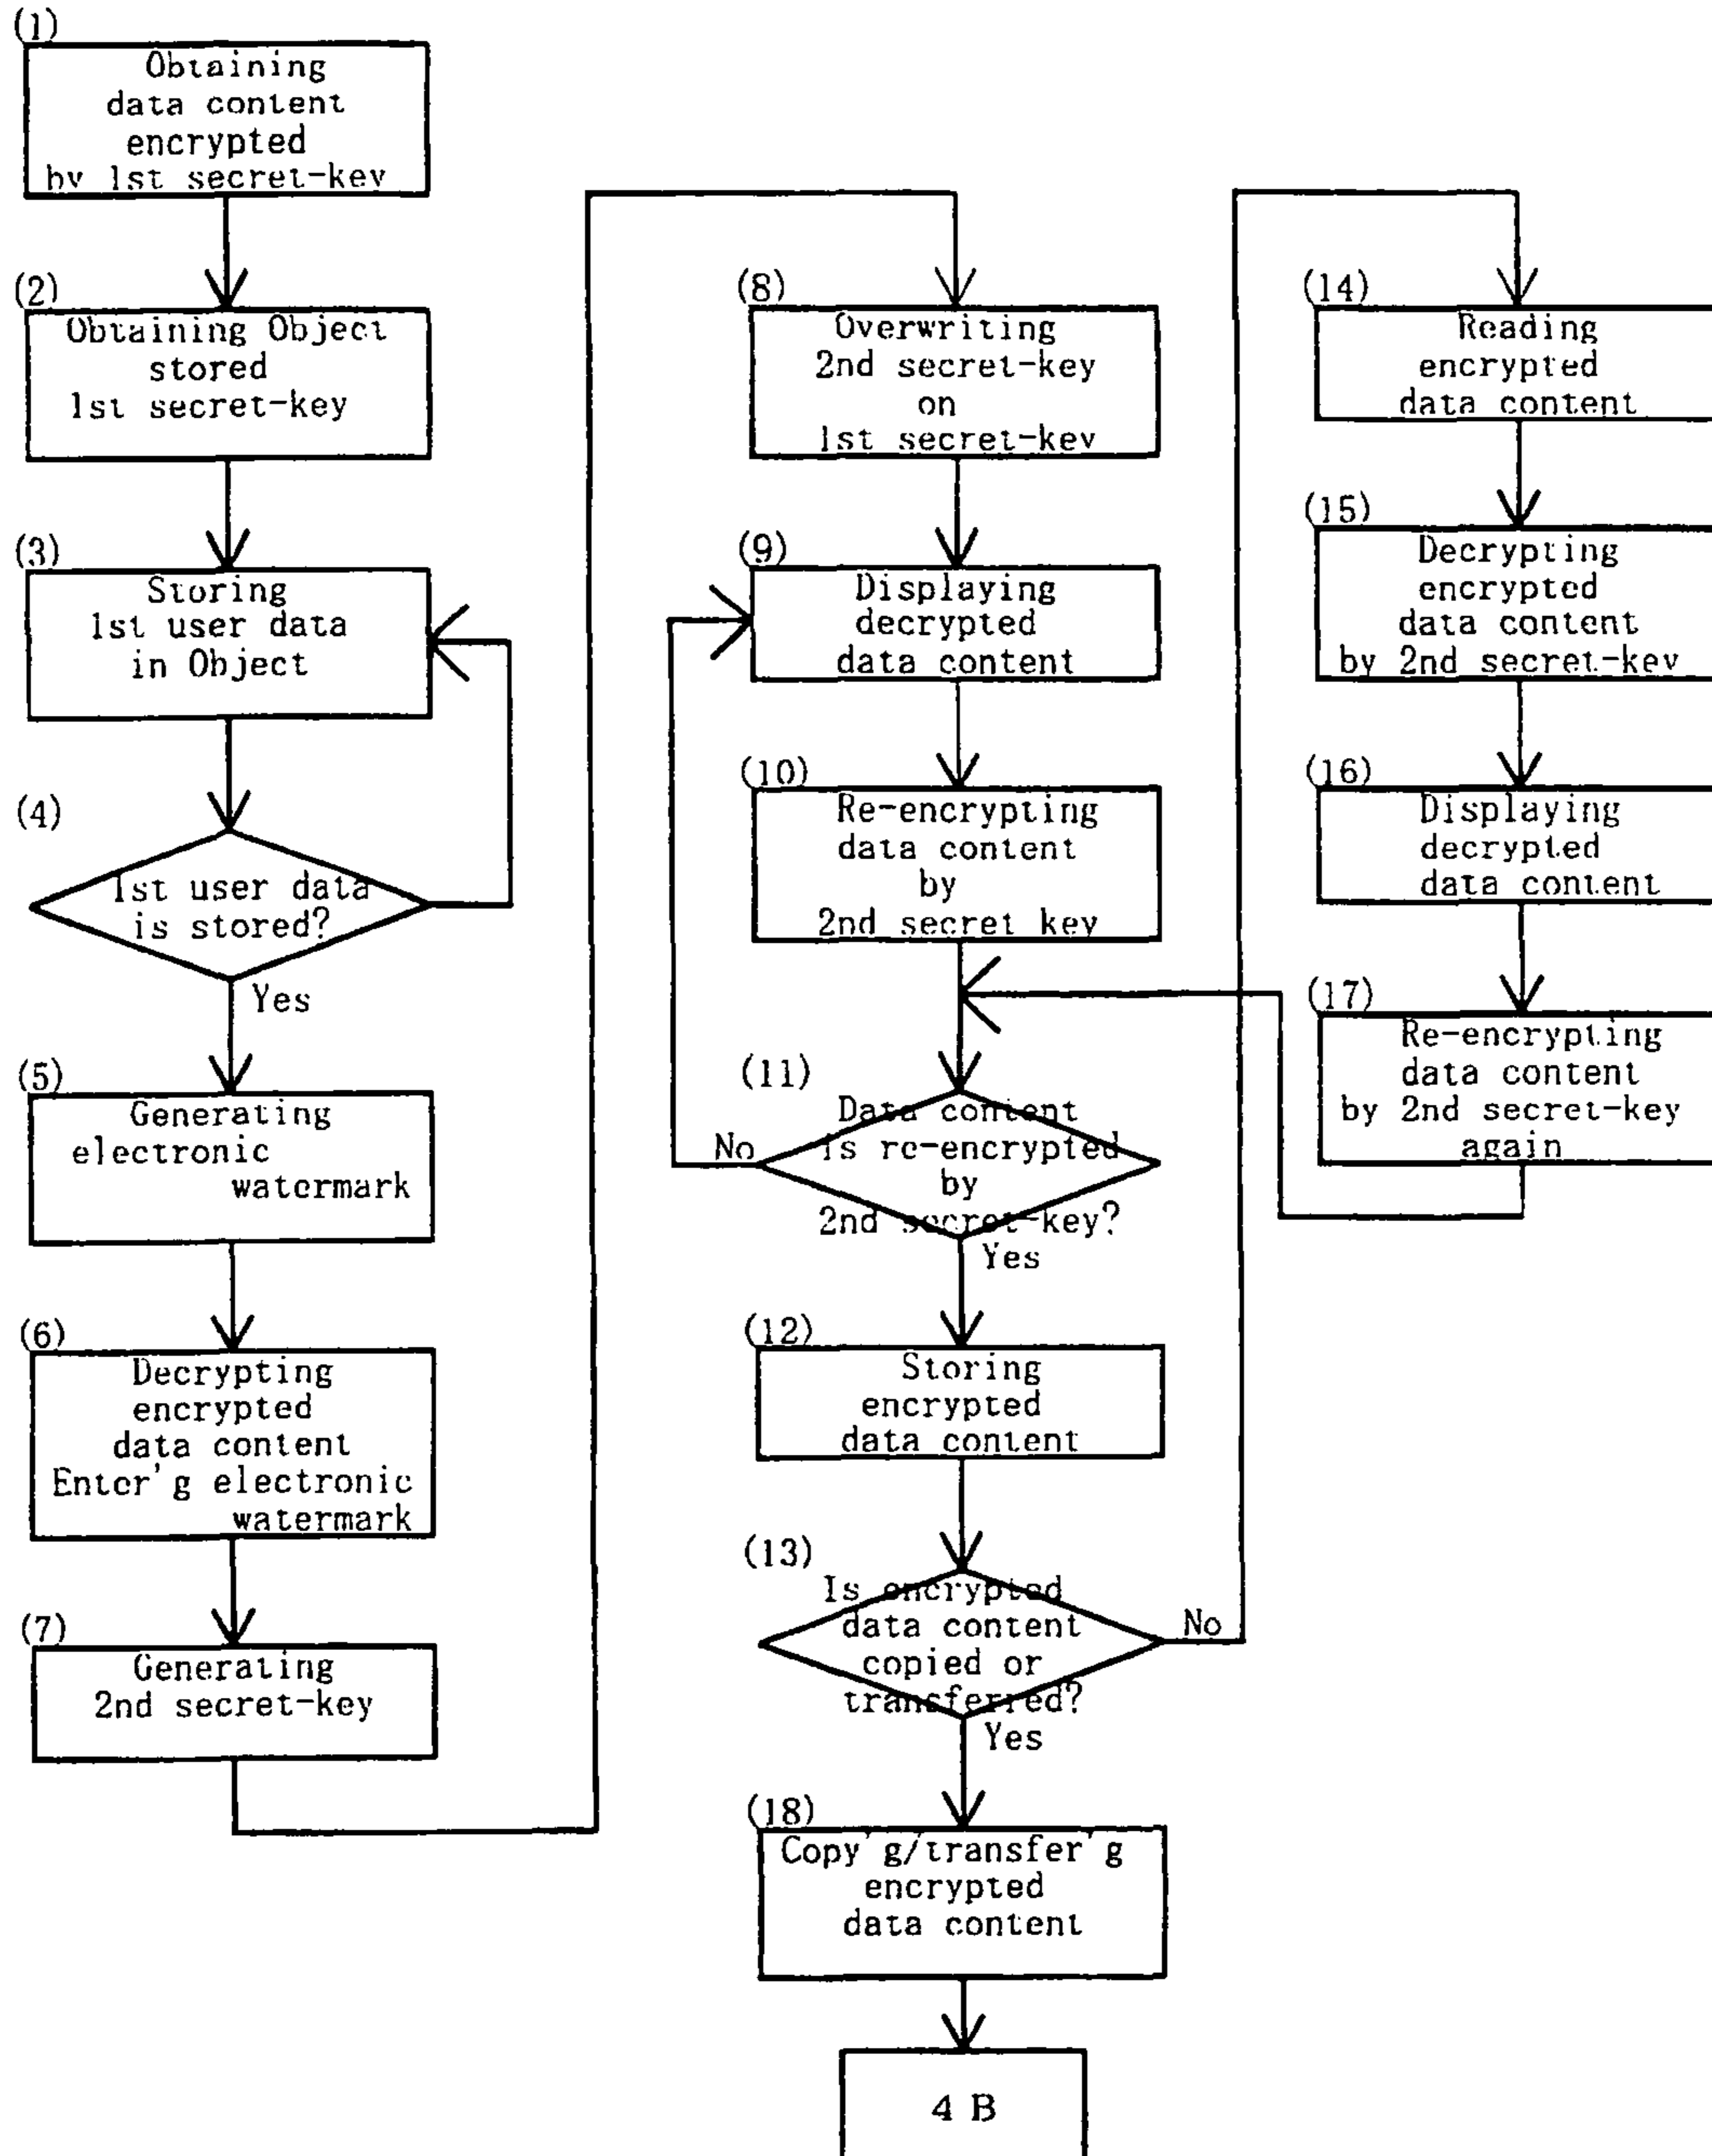 (1)
Obtaining
data content
encrypted
by 1st secret-key
(2)
Obtaining Object
stored
1st secret-key
(3)
Storing
1st user data
in Object
(4)
1st user data
is stored?
Yes
(5)
Generating
electronic
watermark
(6)
Decrypting
encrypted
data content
Enter'g electronic
watermark
(7)
Generating
2nd secret-key
(8)
Overwriting
2nd secret-key
on
1st secret-key
(9)
Displaying
decrypted
data content
(10)
Re-encrypting
data content
by
2nd secret key
(11)
Data content
is re-encrypted
by
2nd secret-key?
No
Yes
(12)
Storing
encrypted
data content
(13)
Is encrypted
data content
copied or
transferred?
No
Yes
(14)
Reading
encrypted
data content
(15)
Decrypting
encrypted
data content
by 2nd secret-key
(16)
Displaying
decrypted
data content
(17)
Re-encrypting
data content
by 2nd secret-key
again
(18)
Copy'g/transfer'g
encrypted
data content
4 B